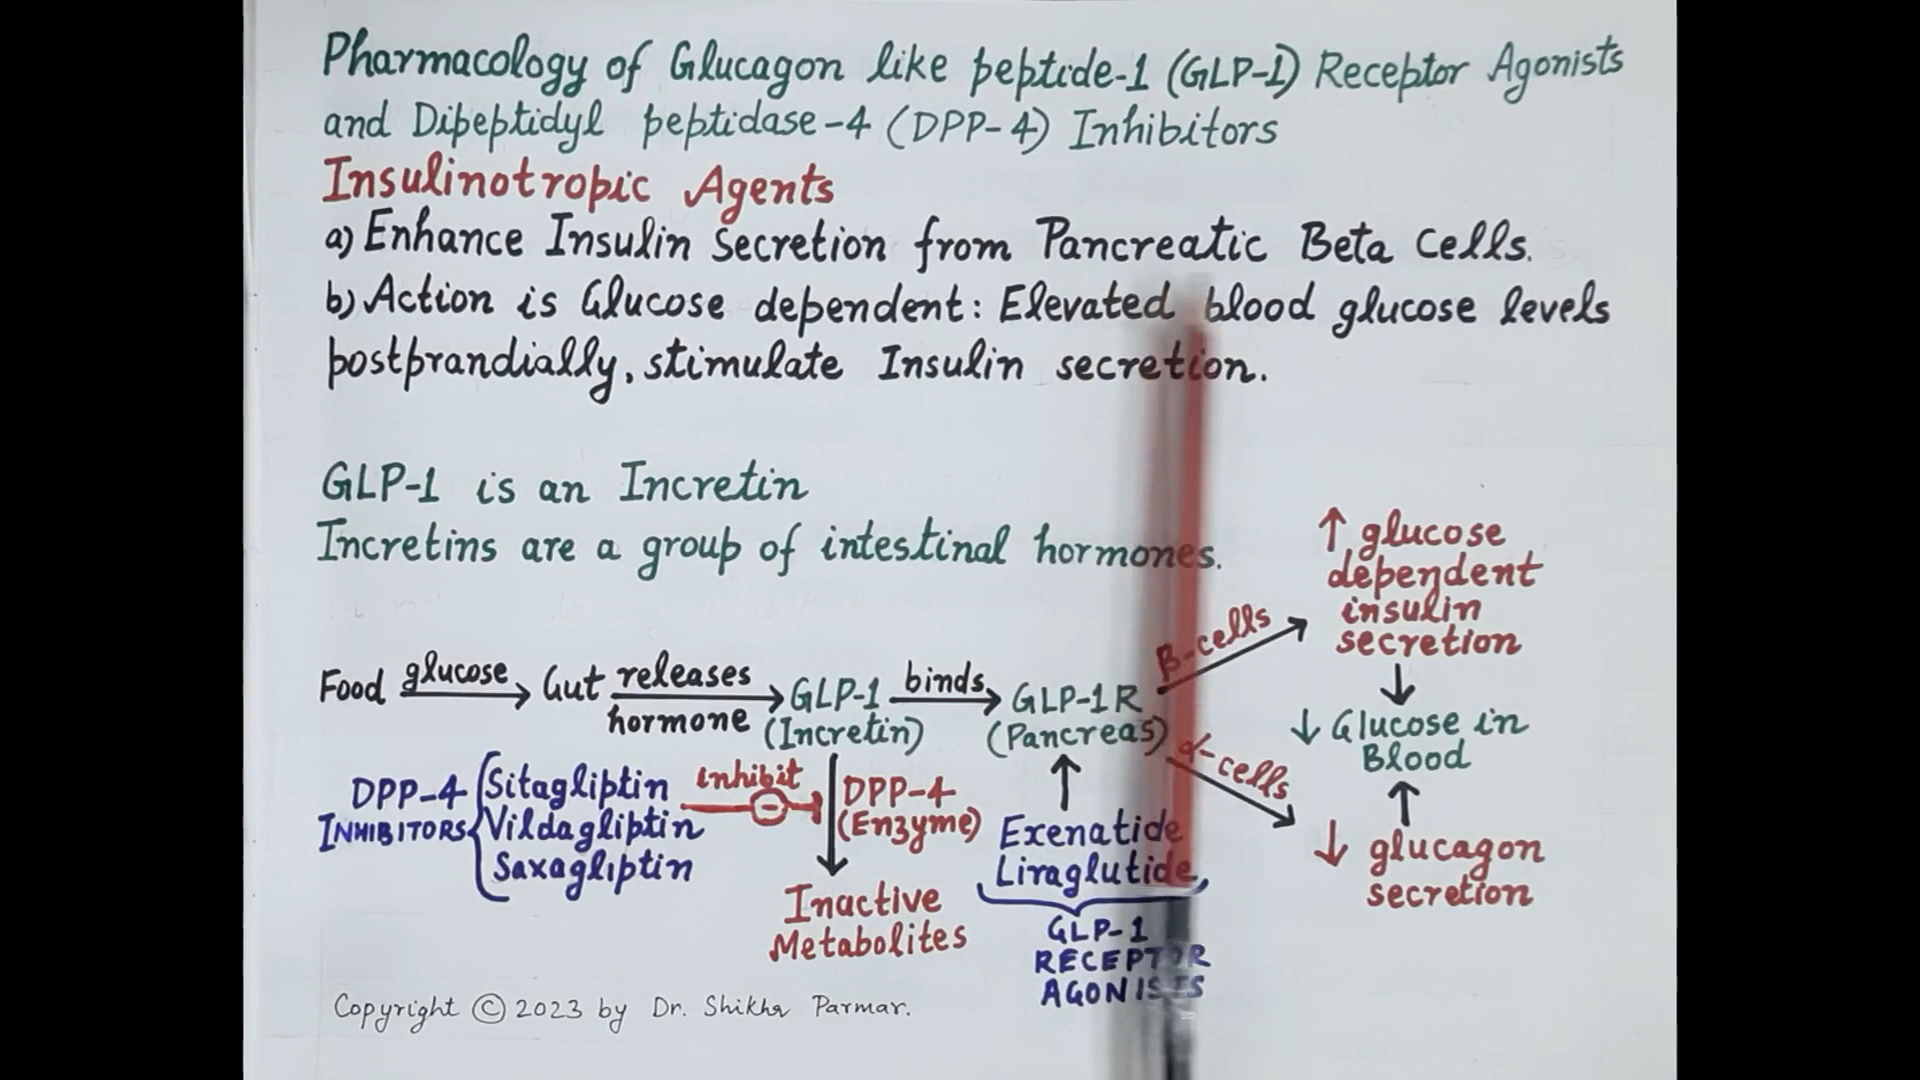 Pharmacology of Glucagon like peptide-1 (GLP-1) Receptor Agonists
and Dipeptidyl peptidase-4 (DPP-4) Inhibitors
Insulinotropic Agents
a) Enhance Insulin Secretion from Pancreatic Beta Cells.
b) Action is Glucose dependent: Elevated blood glucose levels
postprandially, stimulate Insulin secretion.
GLP-1 is an Incretin
Incretins are a group of intestinal hormones.
Food glucose → Gut releases hormone → GLP-1 (Incretin) binds → GLP-1R (Pancreas)
β-cells
↑ glucose
dependent
insulin
secretion
↓
↓ Glucose in
Blood
↑
α-cells
↓ glucagon
secretion
DPP-4
INHIBITORS
Sitagliptin
Vildagliptin
Saxagliptin
inhibit
-
DPP-4
(Enzyme)
Inactive
Metabolites
↑
Exenatide
Liraglutide,
GLP-1
RECEPTOR
AGONISTS
Copyright © 2023 by Dr. Shikha Parmar.